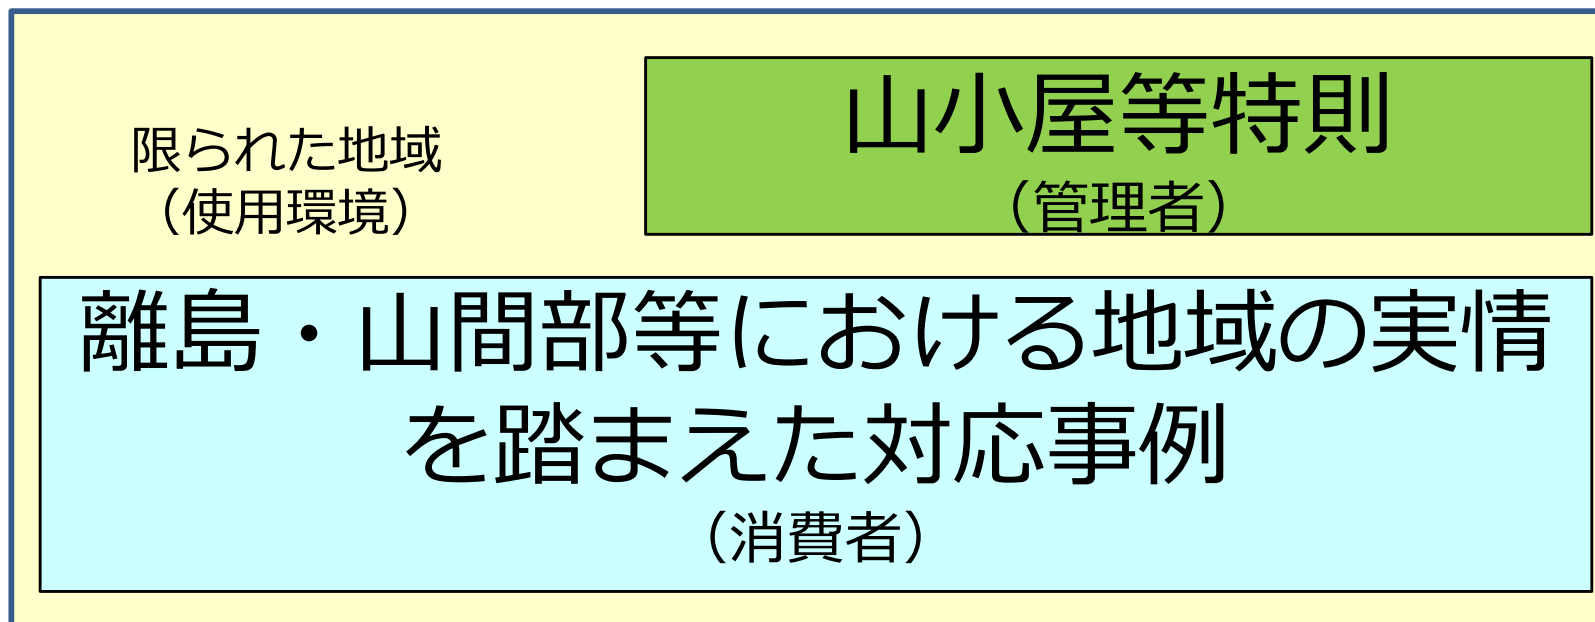 限られた地域
（使用環境）
山小屋等特則
（管理者）
離島・山間部等における地域の実情
を踏まえた対応事例
（消費者）